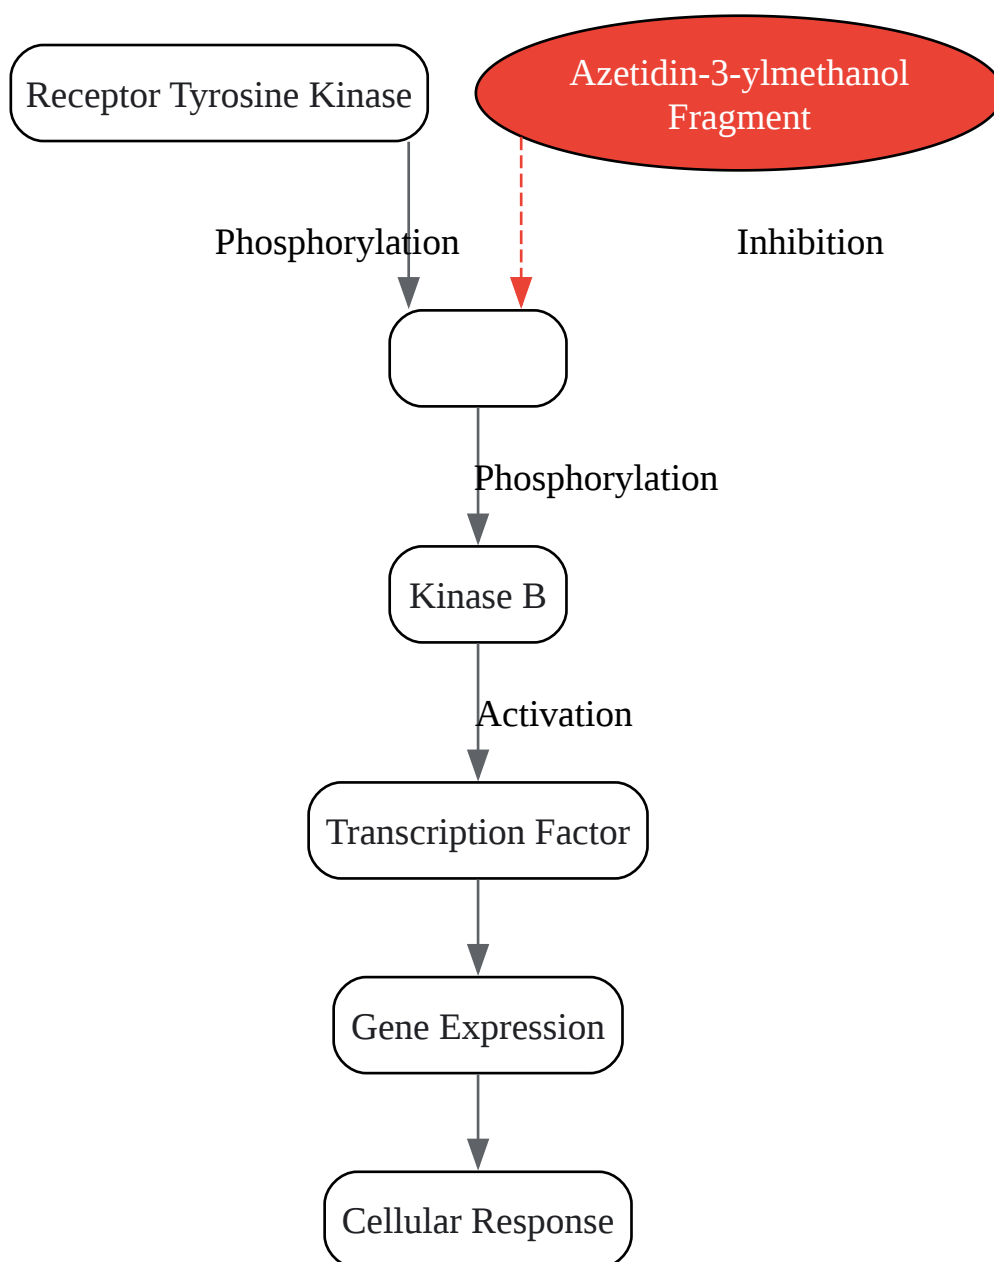 Receptor Tyrosine Kinase
Azetidin-3-ylmethanol
Fragment
Phosphorylation
Inhibition
Phosphorylation
Kinase B
Activation
Transcription Factor
Gene Expression
Cellular Response